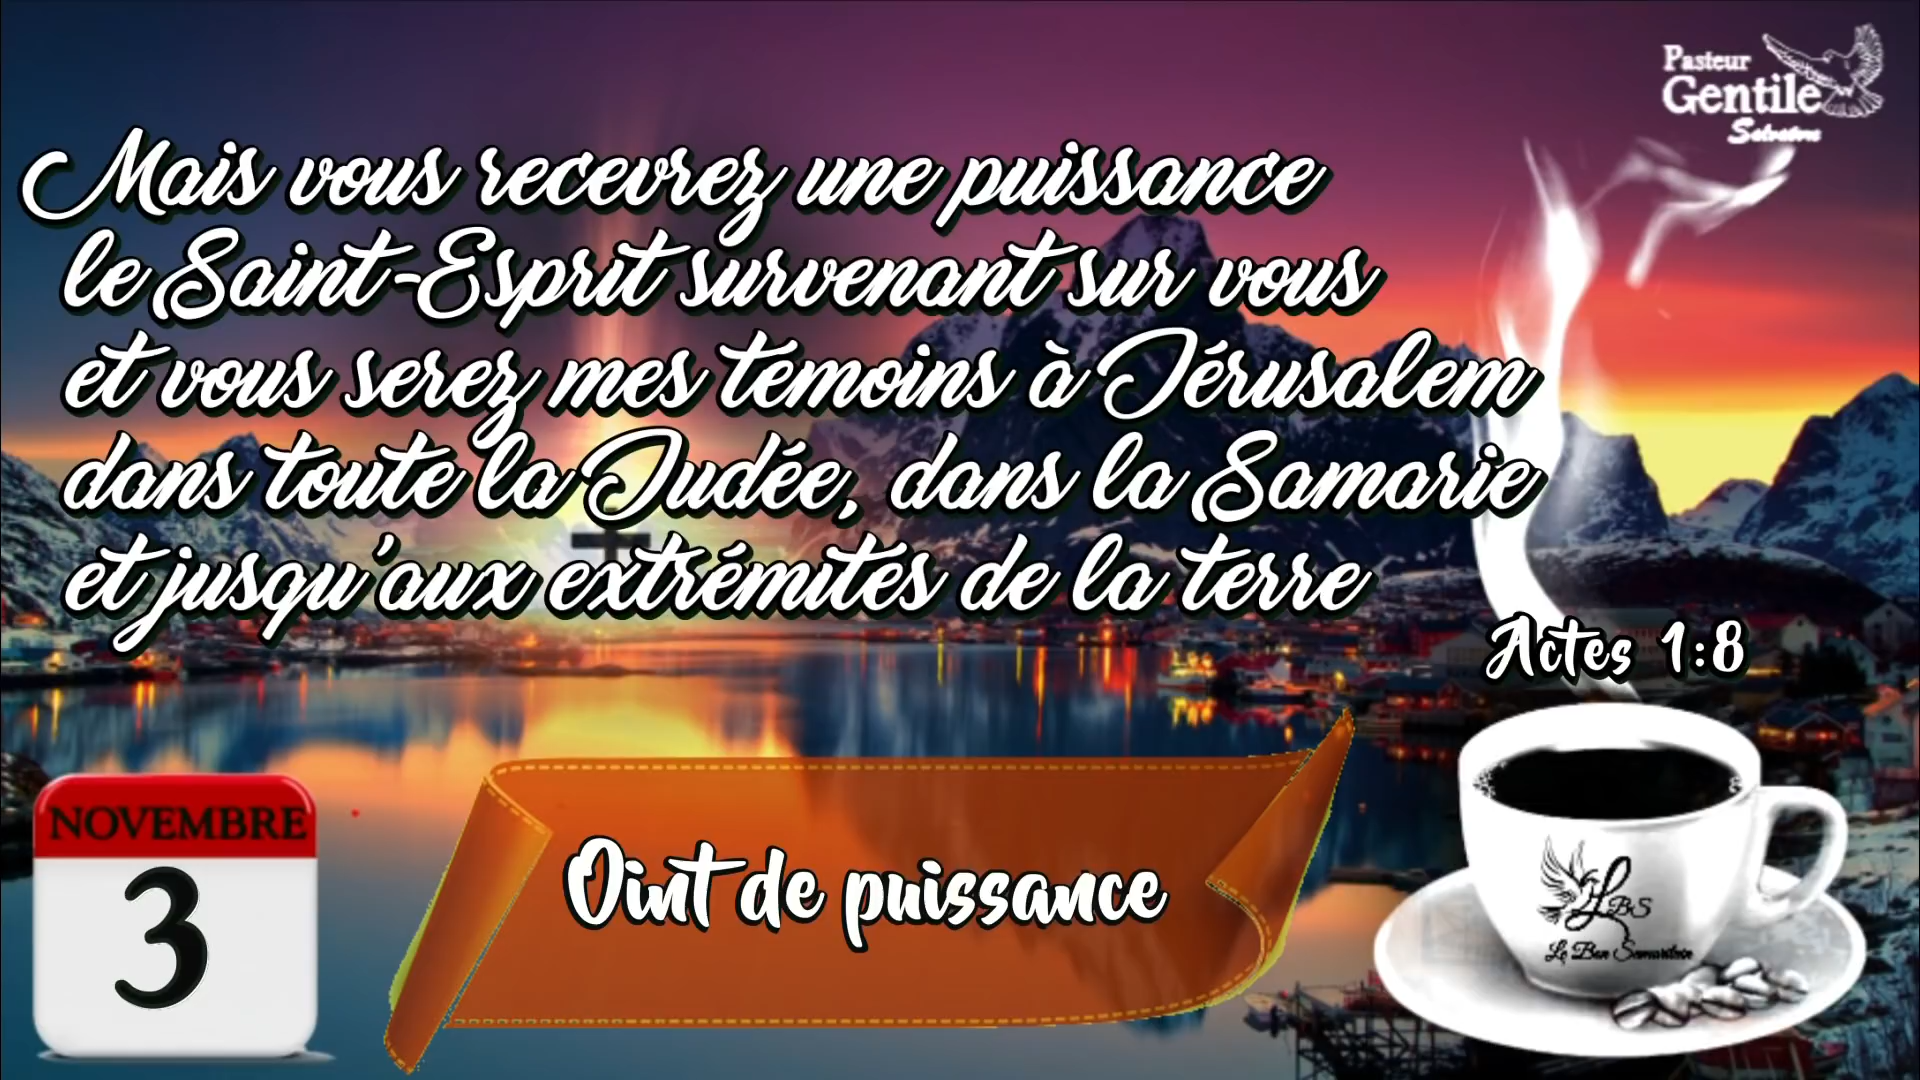 Pasteur
Gentile
Salvatore
Mais vous recevrez une puissance
le Saint-Esprit survenant sur vous
et vous serez mes témoins à Jérusalem
dans toute la Judée, dans la Samarie
et jusqu'aux extrémités de la terre
Actes 1:8
NOVEMBRE
3
Oint de puissance
LBS
Le Bon Samaritain